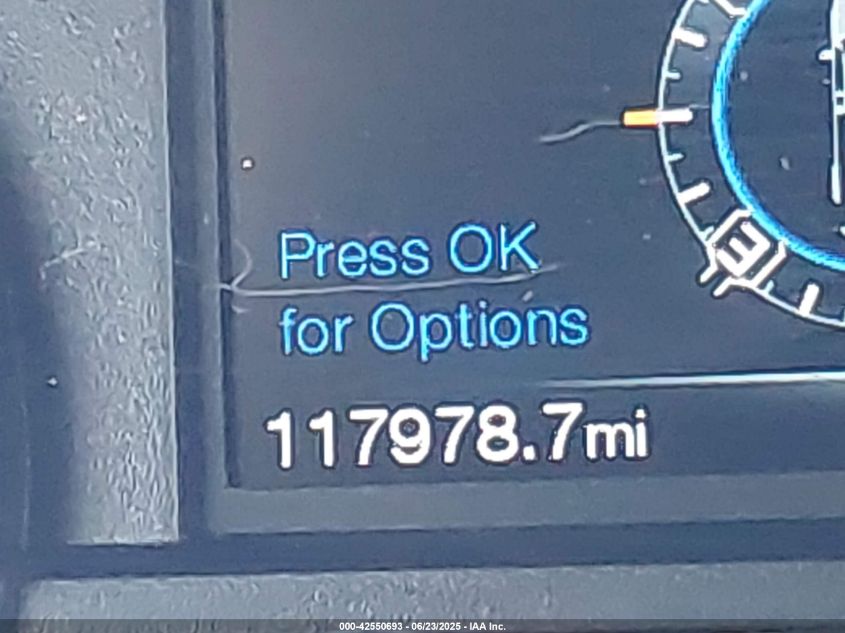 Press OK
for Options
117978.7mi
000-42550693 - 06/23/2025 - IAA Inc.